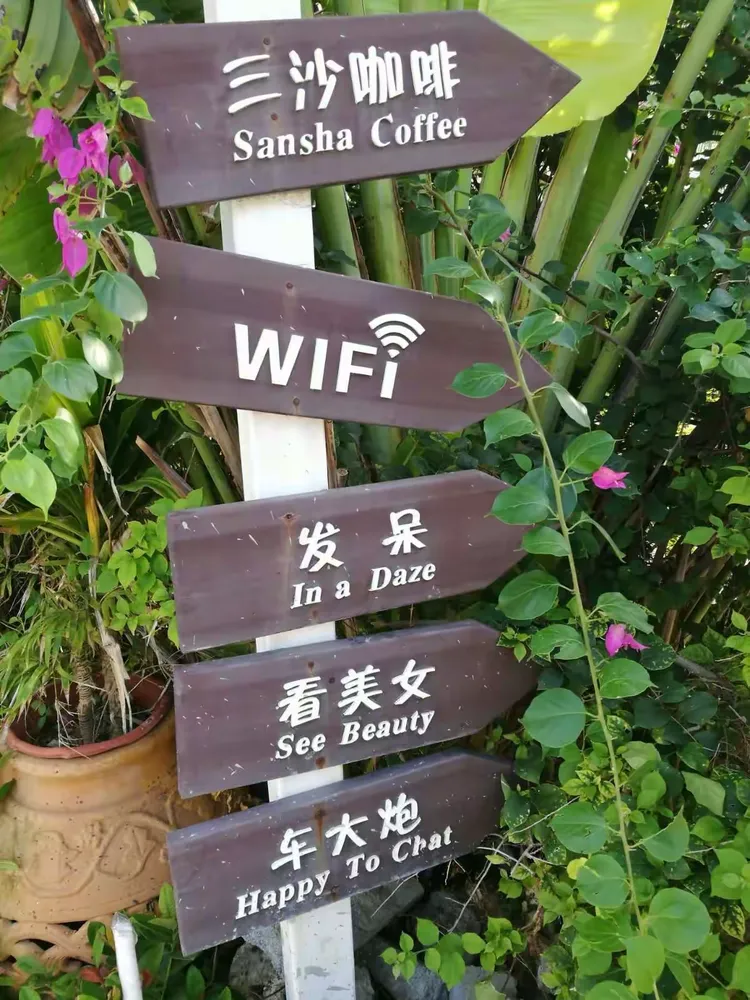 三沙咖啡
Sansha Coffee
WIFi
发呆
In a Daze
看美女
See Beauty
车大炮
Happy To Chat